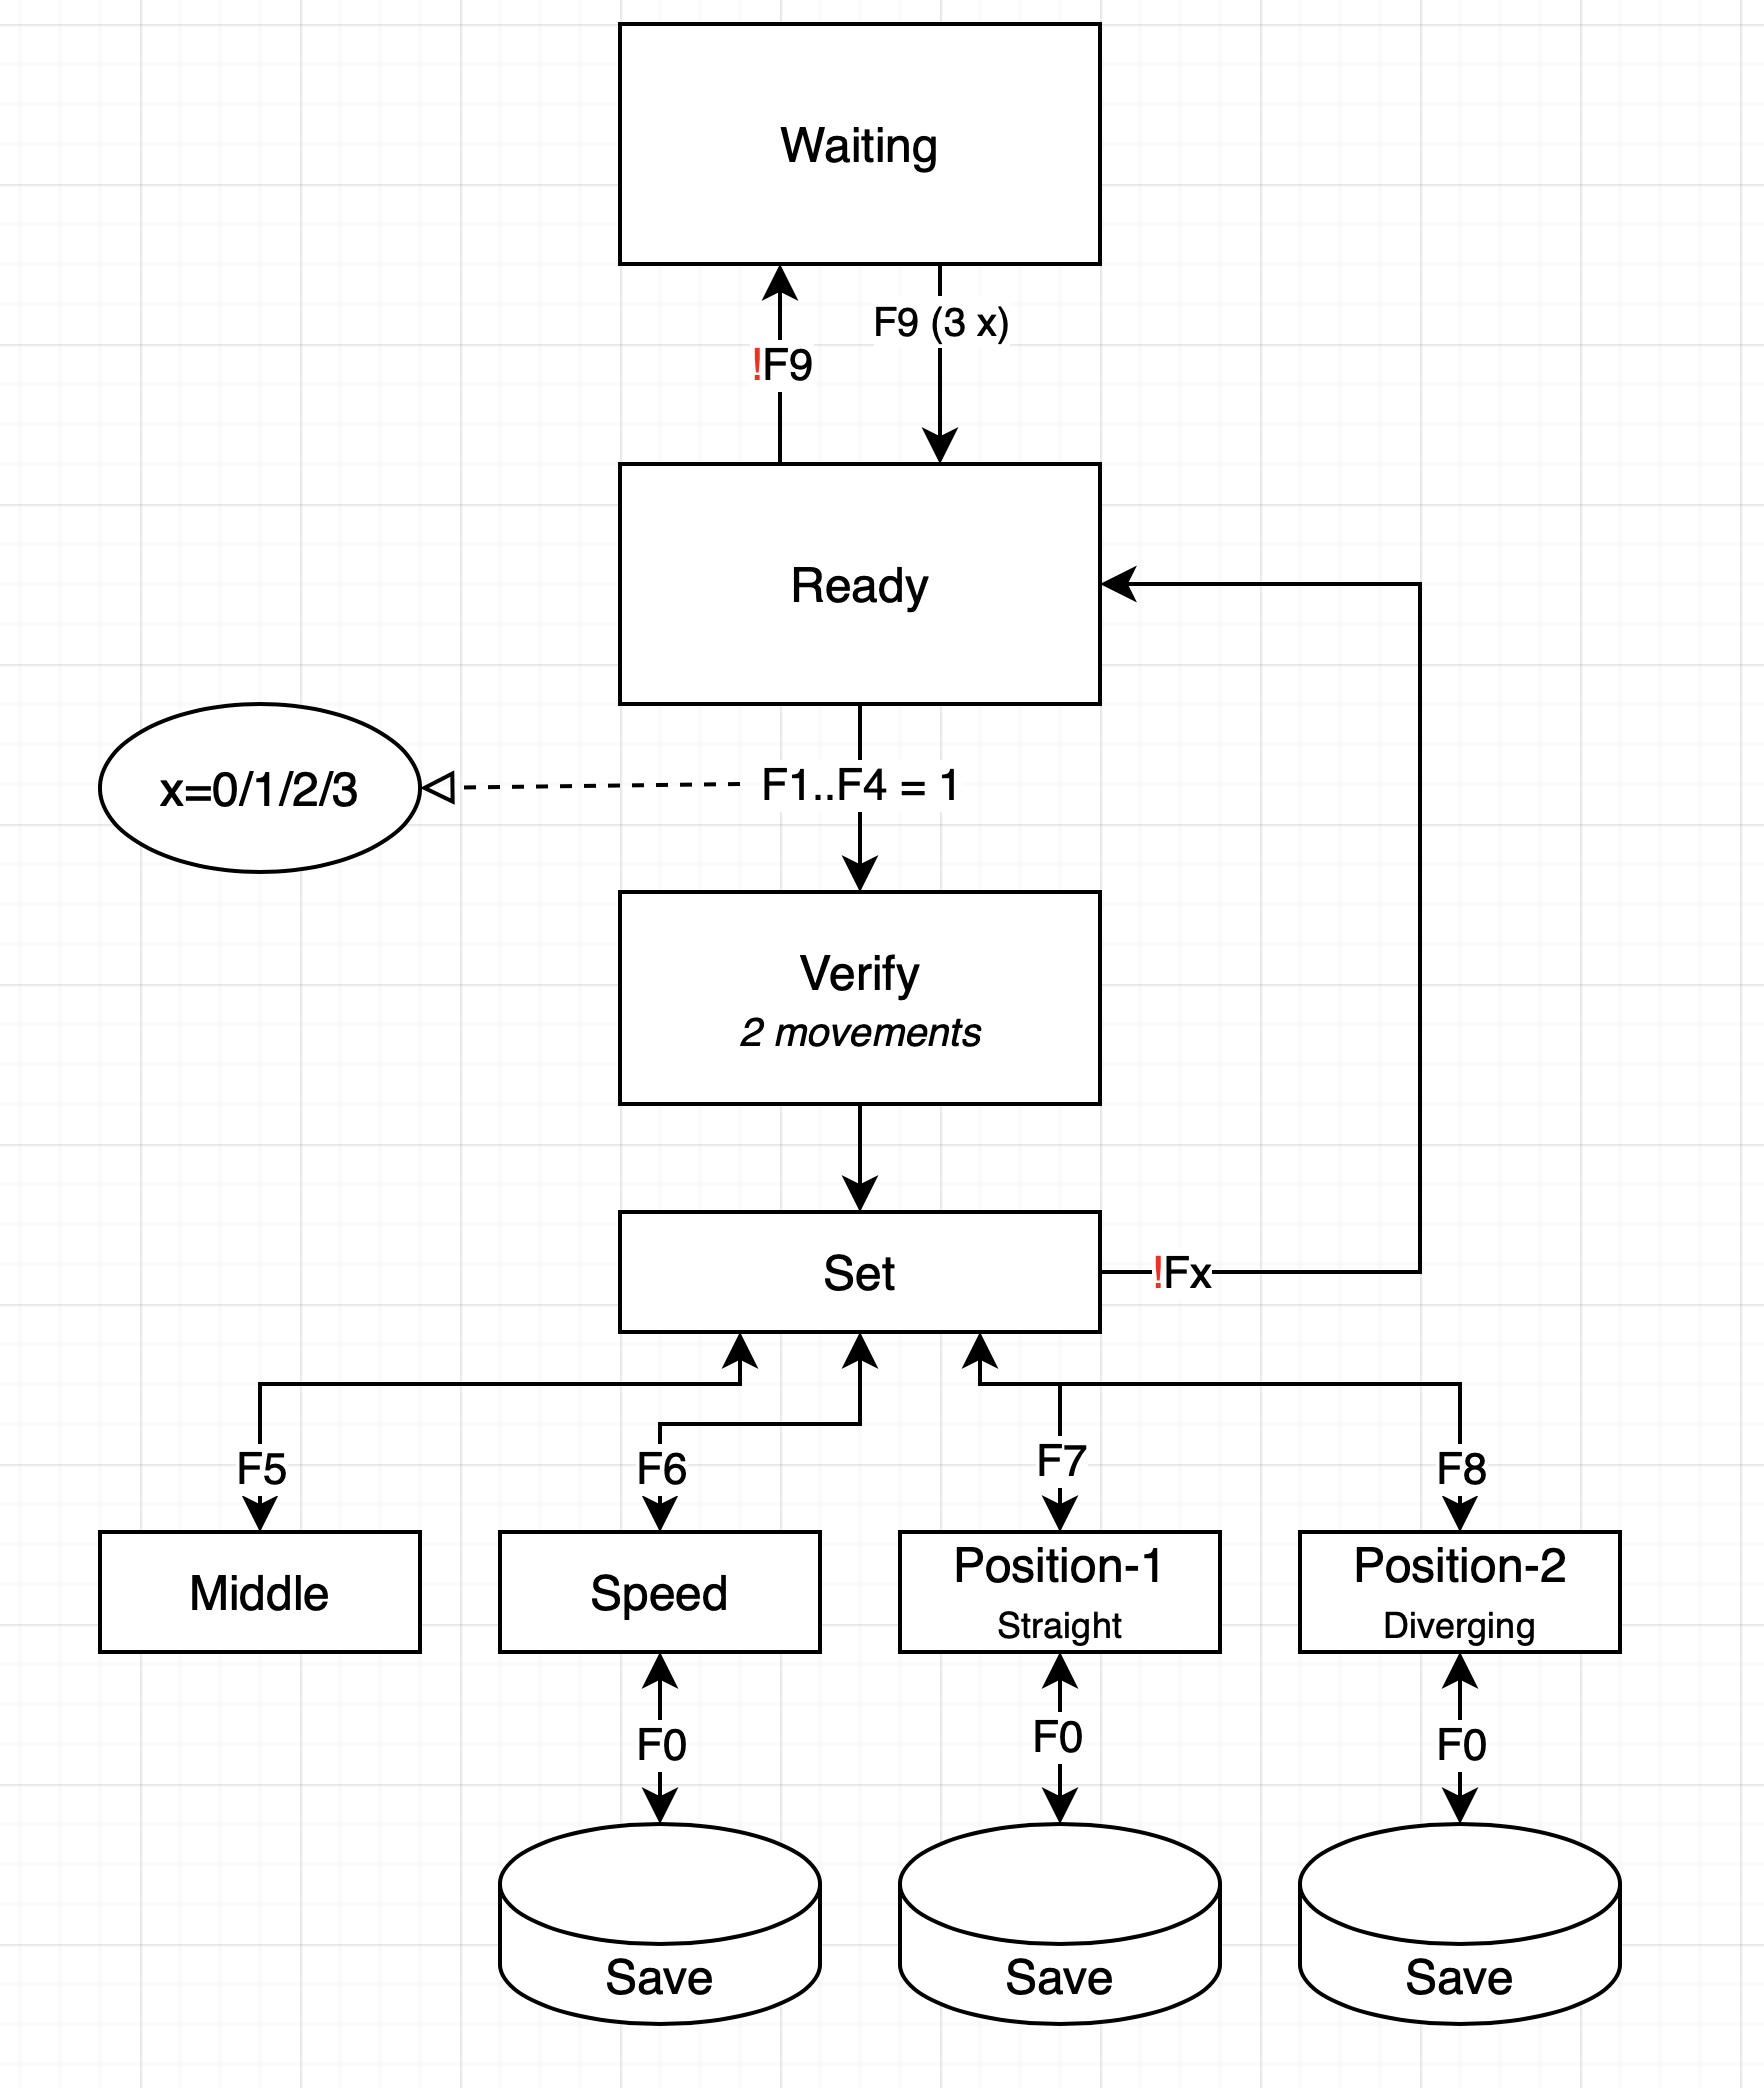 Waiting
F9 (3 x)
!F9
Ready
x=0/1/2/3
F1..F4 = 1
Verify
2 movements
Set
!Fx
F5
F6
F7
F8
Middle
Speed
Position-1
Straight
Position-2
Diverging
F0
F0
F0
Save
Save
Save